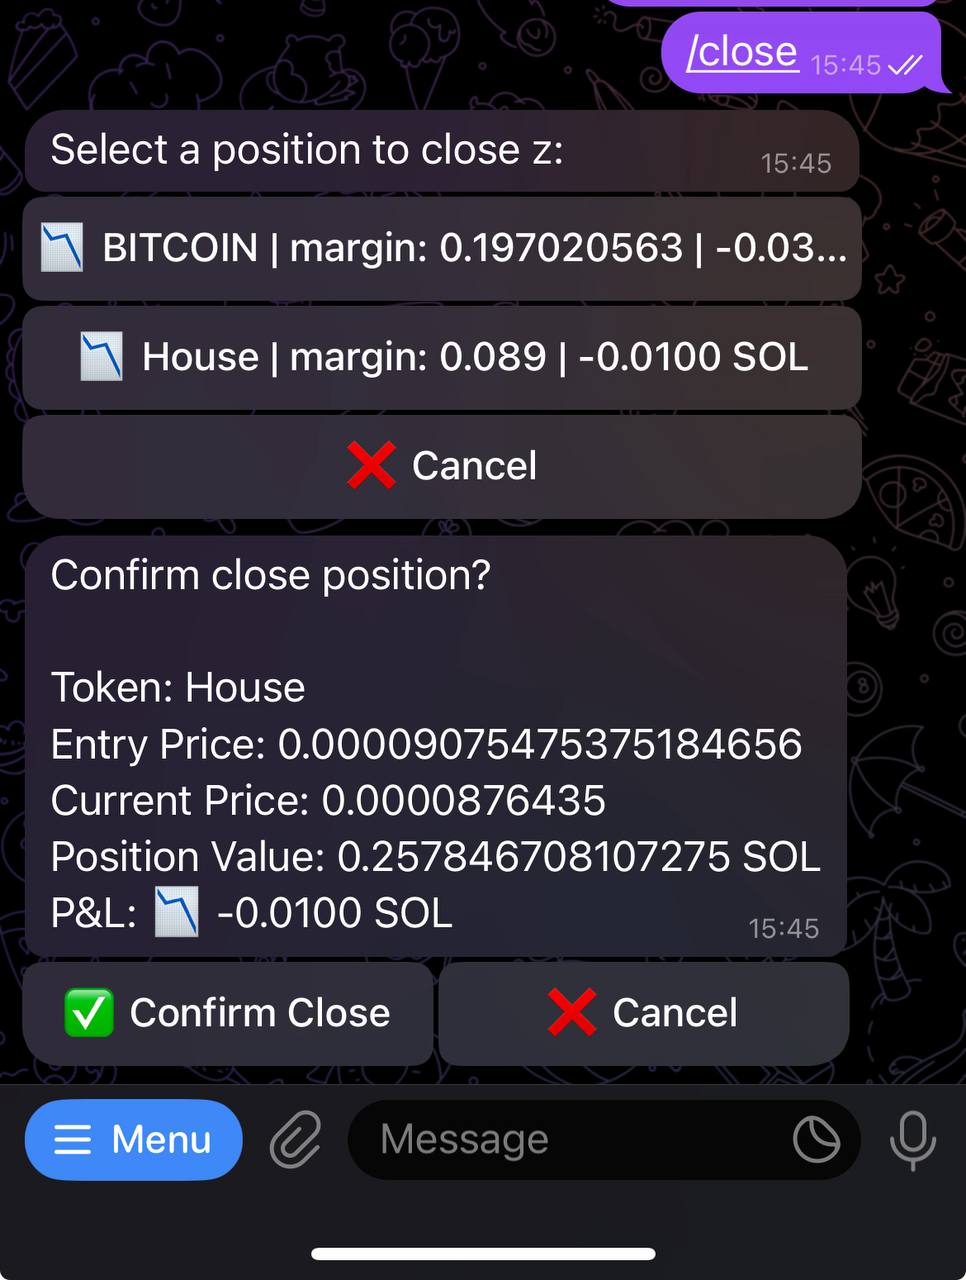 /close 15:45
Select a position to close z:
15:45
BITCOIN | margin: 0.197020563 | -0.03...
House | margin: 0.089 | -0.0100 SOL
Cancel
Confirm close position?
Token: House
Entry Price: 0.00009075475375184656
Current Price: 0.0000876435
Position Value: 0.257846708107275 SOL
P&L: -0.0100 SOL
15:45
Confirm Close
Cancel
Menu
Message